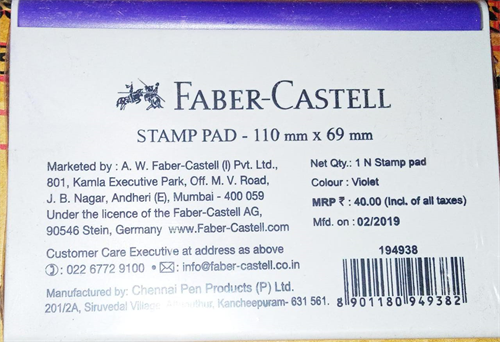 FABER-CASTELL
STAMP PAD - 110 mm x 69 mm
Marketed by : A. W. Faber-Castell (I) Pvt. Ltd.,
801, Kamla Executive Park, Off. M. V. Road,
J. B. Nagar, Andheri (E), Mumbai - 400 059
Under the licence of the Faber-Castell AG,
90546 Stein, Germany www.Faber-Castell.com
Customer Care Executive at address as above
: 022 6772 9100 • : info@faber-castell.co.in
Manufactured by: Chennai Pen Products (P) Ltd.
201/2A, Siruvedal Kancheepuram- 631 561.
Net Qty.: 1 N Stamp pad
Colour : Violet
MRP ₹ : 40.00 (Incl. of all taxes)
Mfd. on : 02/2019
194938
8 901180 949382